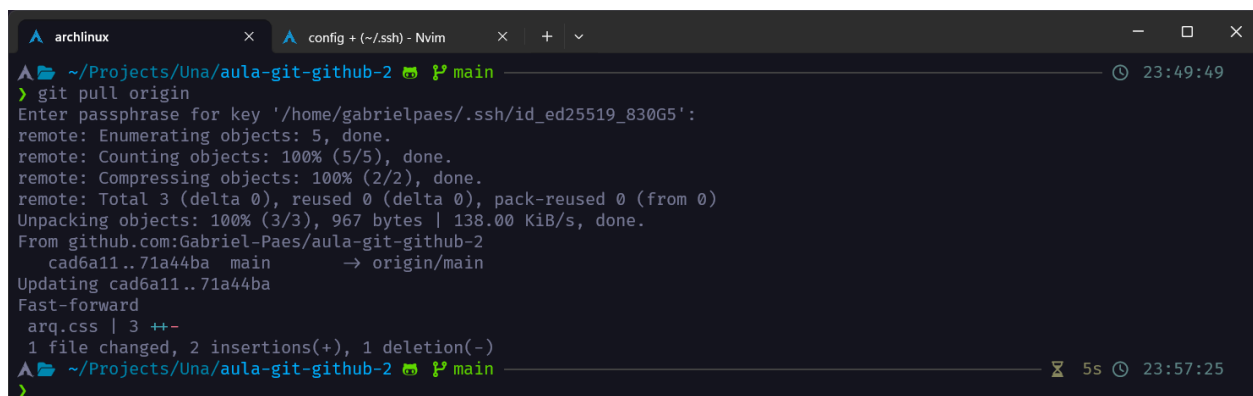 archlinux config + (~/.ssh) - Nvim
~/Projects/Una/aula-git-github-2 main 23:49:49
❯ git pull origin
Enter passphrase for key '/home/gabrielpaes/.ssh/id_ed25519_830G5':
remote: Enumerating objects: 5, done.
remote: Counting objects: 100% (5/5), done.
remote: Compressing objects: 100% (2/2), done.
remote: Total 3 (delta 0), reused 0 (delta 0), pack-reused 0 (from 0)
Unpacking objects: 100% (3/3), 967 bytes | 138.00 KiB/s, done.
From github.com:Gabriel-Paes/aula-git-github-2
cad6a11..71a44ba main -> origin/main
Updating cad6a11..71a44ba
Fast-forward
arq.css | 3 ++-
1 file changed, 2 insertions(+), 1 deletion(-)
~/Projects/Una/aula-git-github-2 main 5s 23:57:25
❯